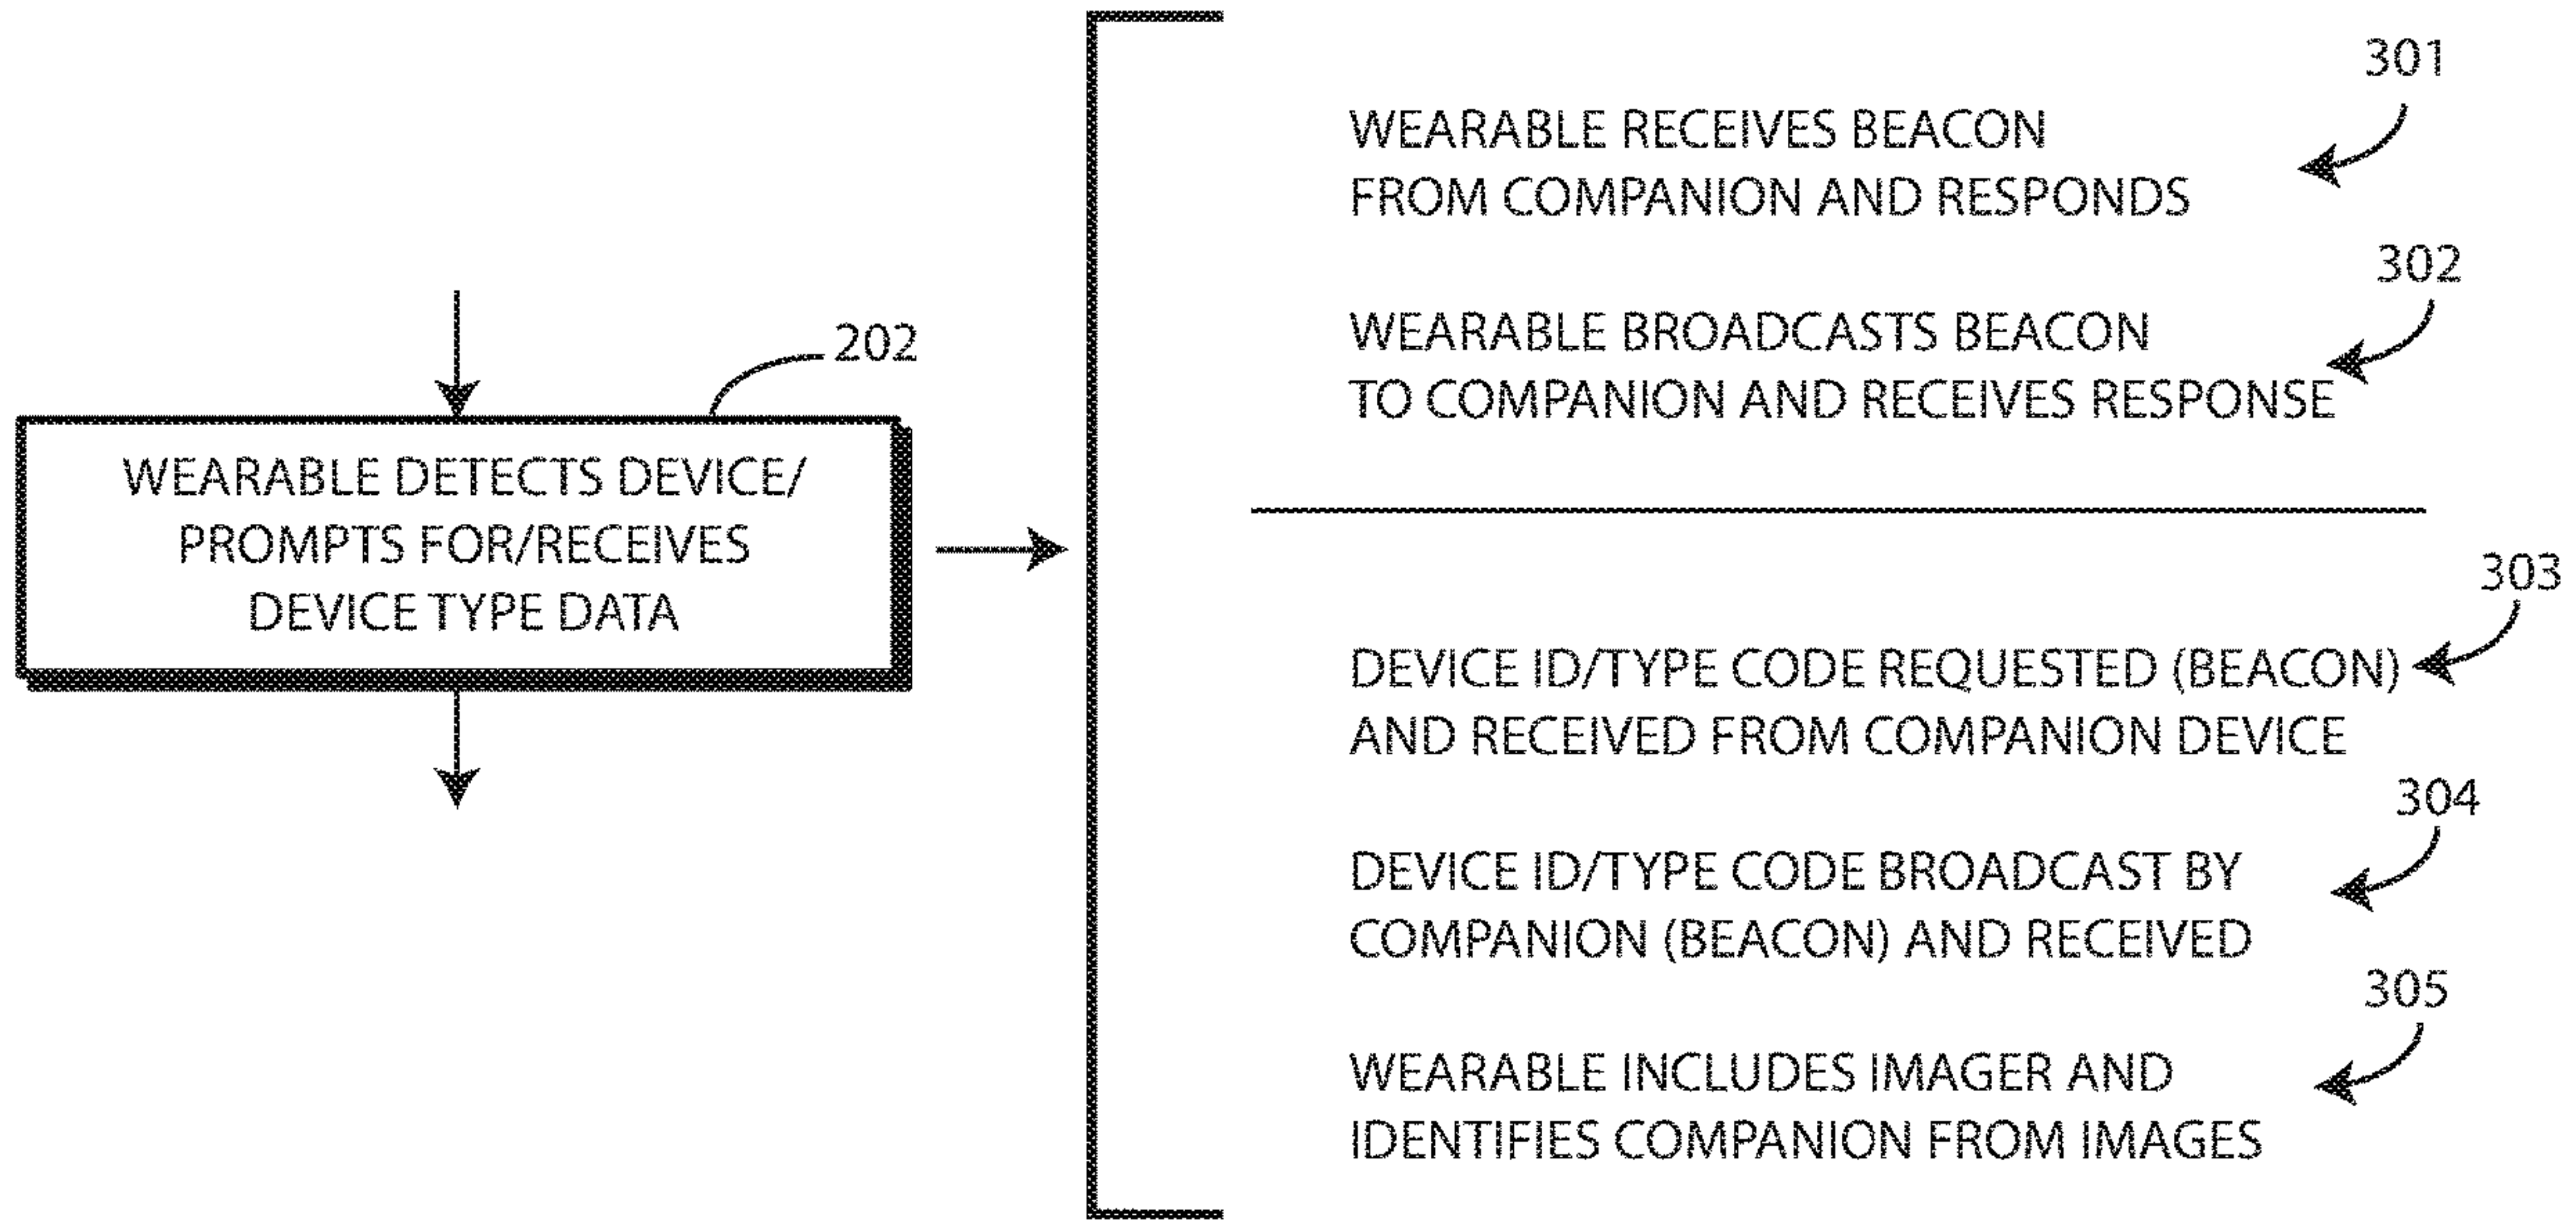 202
WEARABLE DETECTS DEVICE/
PROMPTS FOR/RECEIVES
DEVICE TYPE DATA
301
WEARABLE RECEIVES BEACON
FROM COMPANION AND RESPONDS
302
WEARABLE BROADCASTS BEACON
TO COMPANION AND RECEIVES RESPONSE
303
DEVICE ID/TYPE CODE REQUESTED (BEACON)
AND RECEIVED FROM COMPANION DEVICE
304
DEVICE ID/TYPE CODE BROADCAST BY
COMPANION (BEACON) AND RECEIVED
305
WEARABLE INCLUDES IMAGER AND
IDENTIFIES COMPANION FROM IMAGES